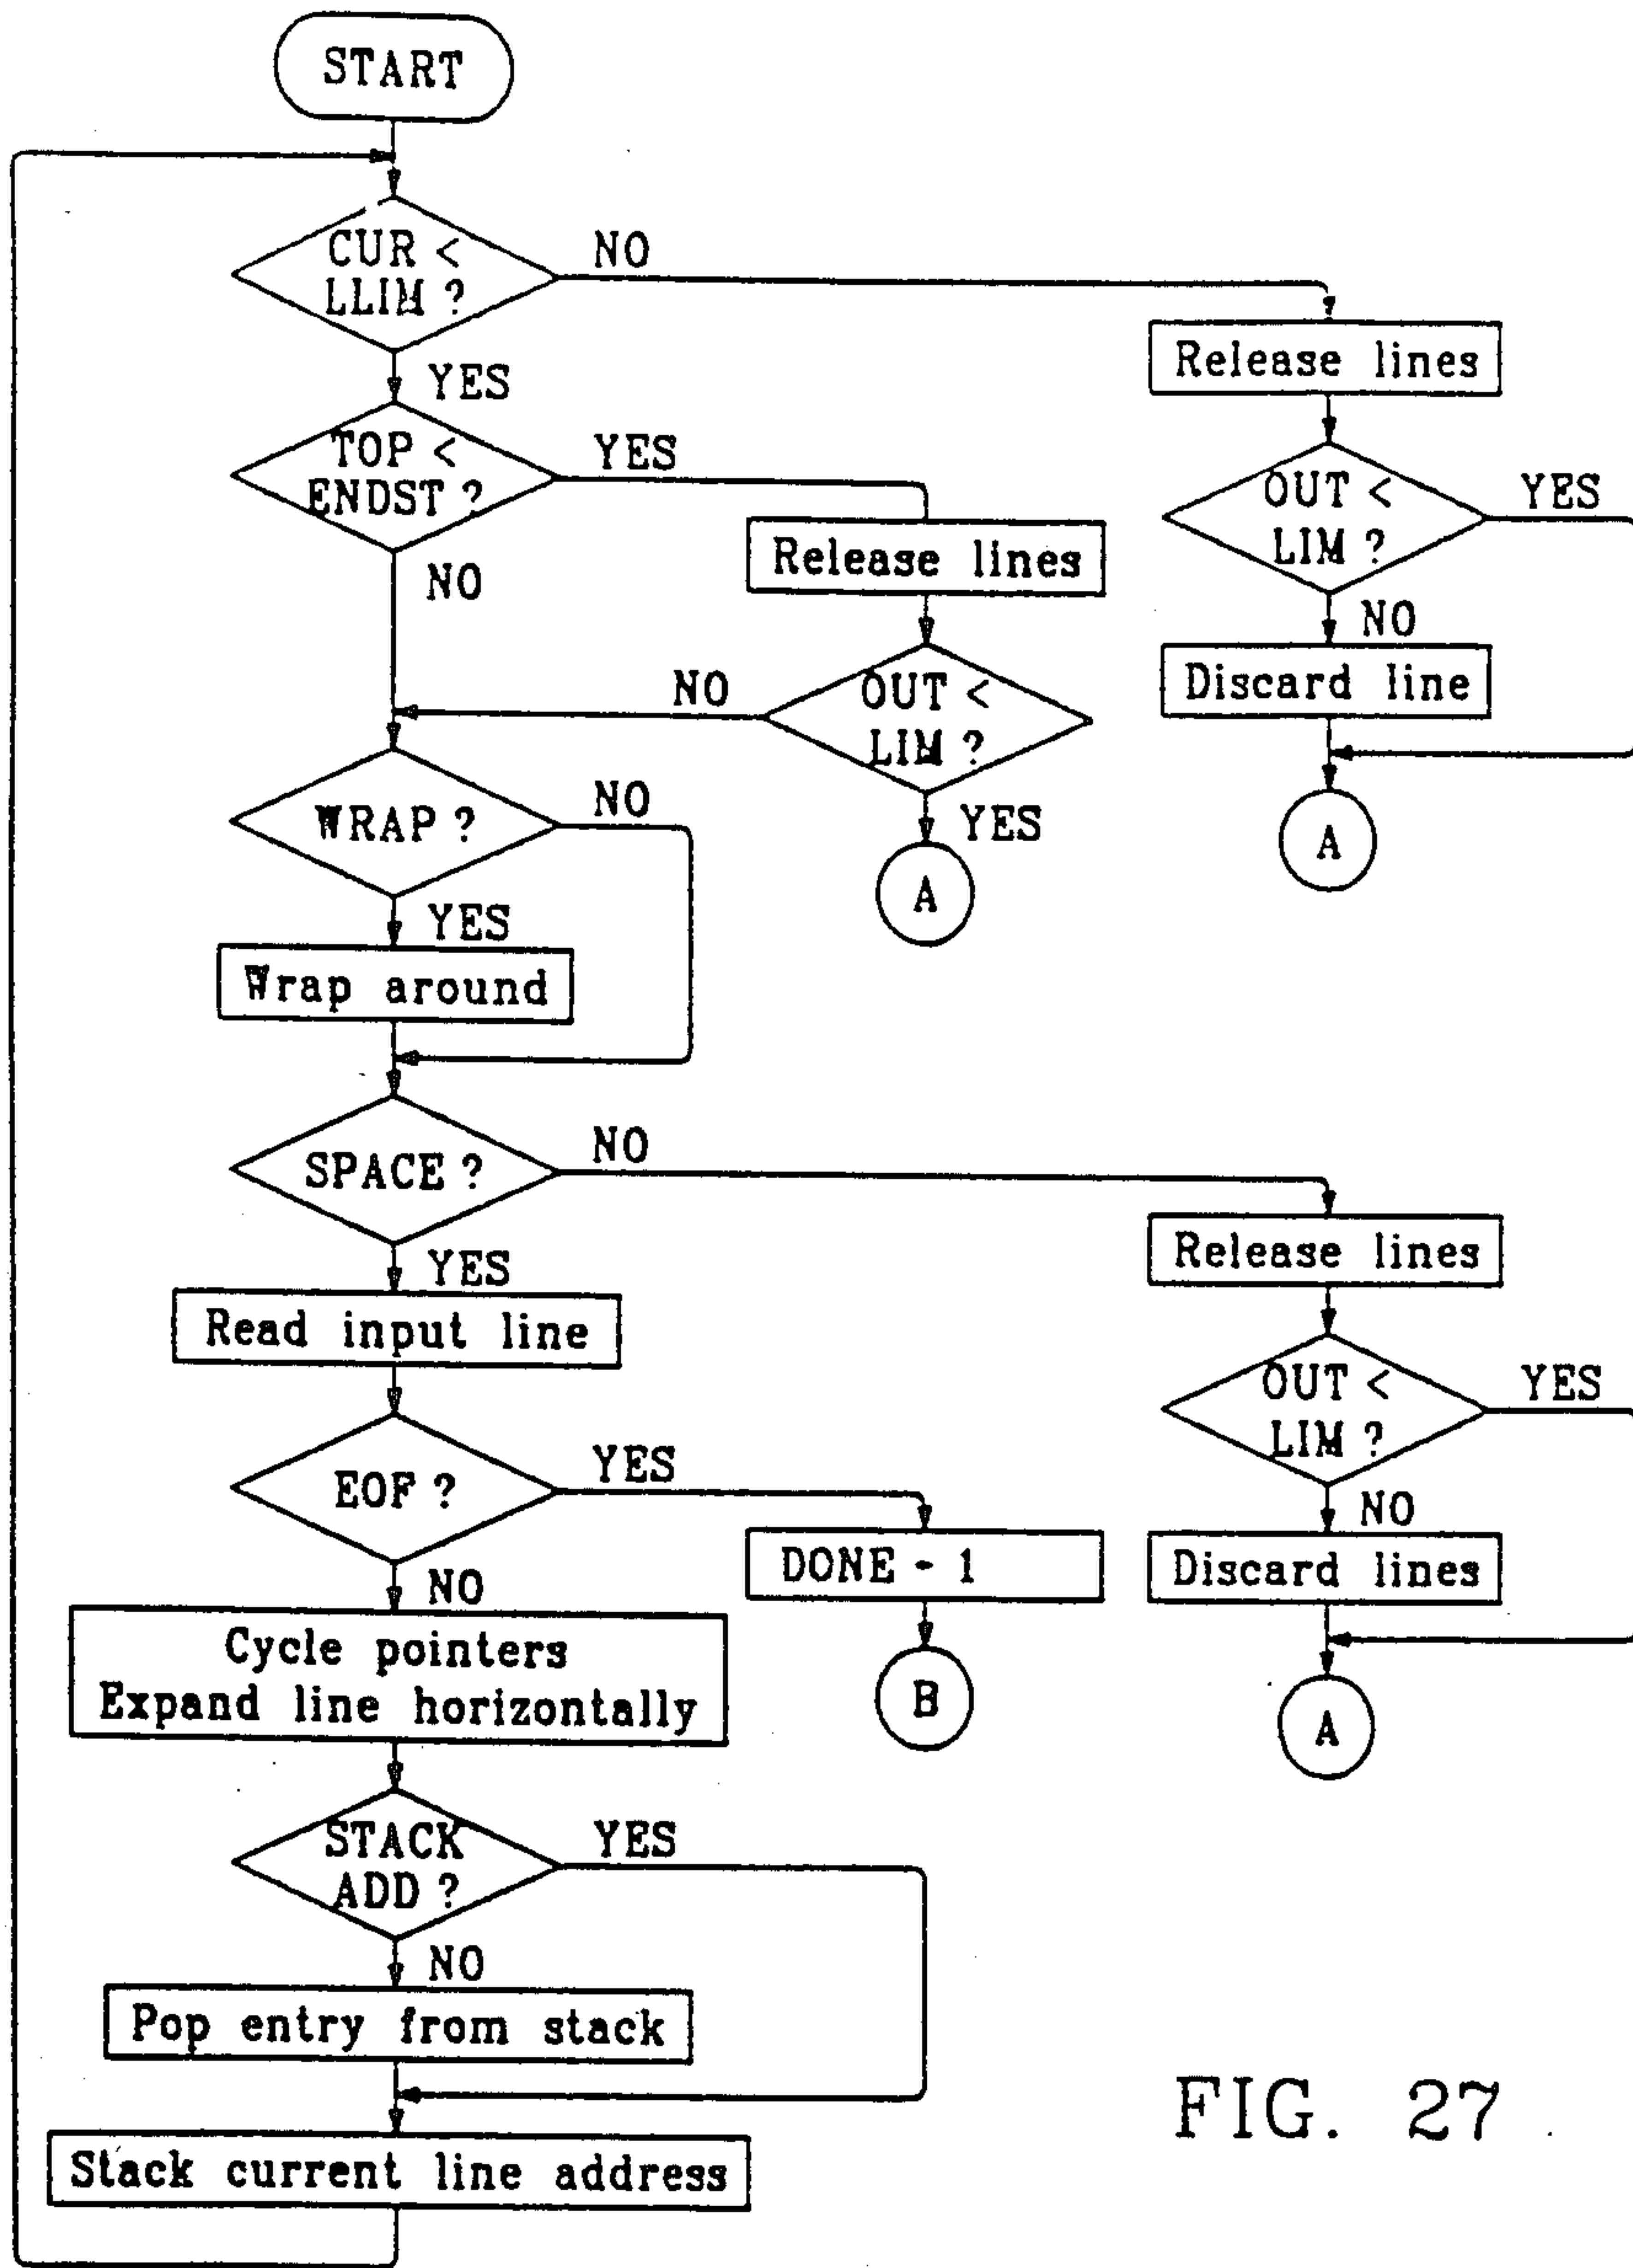 START
CUR <
LLIM ?
NO
YES
Release lines
TOP <
ENDST ?
YES
NO
Release lines
OUT <
LIM ?
YES
NO
Discard line
A
OUT <
LIM ?
NO
YES
A
WRAP ?
NO
YES
Wrap around
SPACE ?
NO
YES
Release lines
Read input line
OUT <
LIM ?
YES
NO
Discard lines
A
EOF ?
YES
NO
DONE - 1
B
Cycle pointers
Expand line horizontally
STACK
ADD ?
YES
NO
Pop entry from stack
Stack current line address
FIG. 27